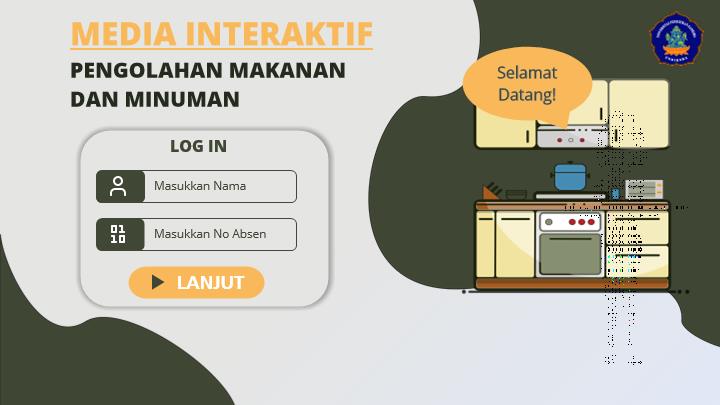 MEDIA INTERAKTIF
PENGOLAHAN MAKANAN
DAN MINUMAN
LOG IN
Masukkan Nama
Masukkan No Absen
LANJUT
Selamat
Datang!